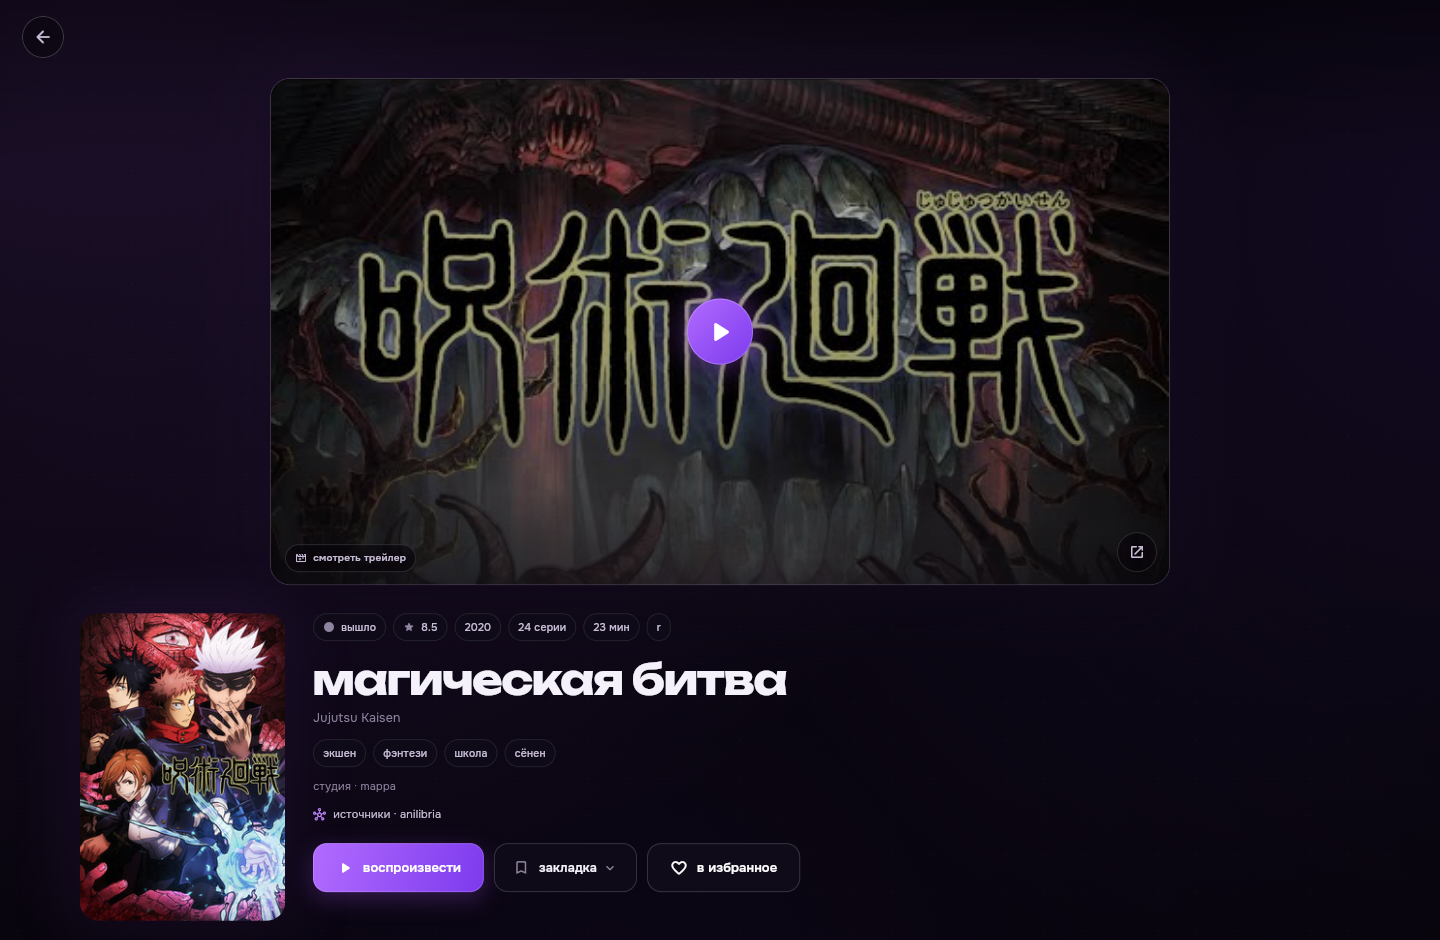 じゅじゅつかいせん
呪術廻戦
смотреть трейлер
вышло
8.5
2020
24 серии
23 мин
r
магическая битва
Jujutsu Kaisen
экшен
фэнтези
школа
сёнен
студия · mappa
источники · anilibria
воспроизвести
закладка
в избранное
呪術廻戦